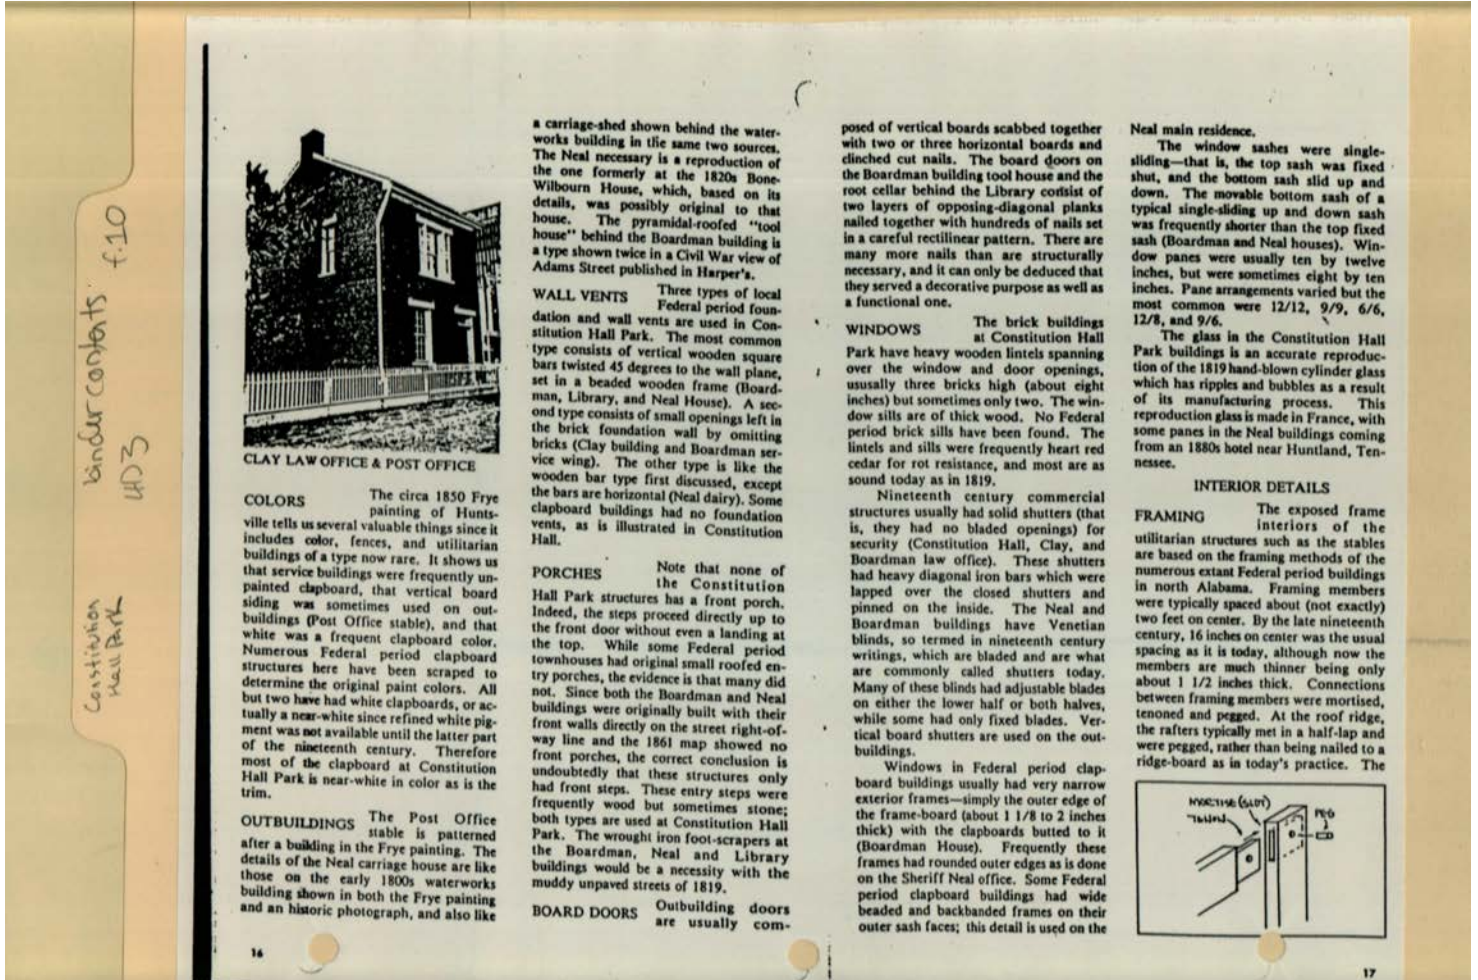 Constitution
Hall Park
binder contents
HD3
f.10
CLAY LAW OFFICE & POST OFFICE
COLORS The circa 1850 Frye
painting of Hunts-
ville tells us several valuable things since it
includes color, fences, and utilitarian
buildings of a type now rare. It shows us
that service buildings were frequently un-
painted clapboard, that vertical board
siding was sometimes used on out-
buildings (Post Office stable), and that
white was a frequent clapboard color.
Numerous Federal period clapboard
structures here have been scraped to
determine the original paint colors. All
but two have had white clapboards, or ac-
tually a near-white since refined white pig-
ment was not available until the latter part
of the nineteenth century. Therefore
most of the clapboard at Constitution
Hall Park is near-white in color as is the
trim.
OUTBUILDINGS The Post Office
stable is patterned
after a building in the Frye painting. The
details of the Neal carriage house are like
those on the early 1800s waterworks
building shown in both the Frye painting
and an historic photograph, and also like
16
a carriage-shed shown behind the water-
works building in the same two sources.
The Neal necessary is a reproduction of
the one formerly at the 1820s Bone-
Wilbourn House, which, based on its
details, was possibly original to that
house. The pyramidal-roofed "tool
house" behind the Boardman building is
a type shown twice in a Civil War view of
Adams Street published in Harper's.
WALL VENTS Three types of local
Federal period foun-
dation and wall vents are used in Con-
stitution Hall Park. The most common
type consists of vertical wooden square
bars twisted 45 degrees to the wall plane,
set in a beaded wooden frame (Board-
man, Library, and Neal House). A sec-
ond type consists of small openings left in
the brick foundation wall by omitting
bricks (Clay building and Boardman ser-
vice wing). The other type is like the
wooden bar type first discussed, except
the bars are horizontal (Neal dairy). Some
clapboard buildings had no foundation
vents, as is illustrated in Constitution
Hall.
PORCHES Note that none of
the Constitution
Hall Park structures has a front porch.
Indeed, the steps proceed directly up to
the front door without even a landing at
the top. While some Federal period
townhouses had original small roofed en-
try porches, the evidence is that many did
not. Since both the Boardman and Neal
buildings were originally built with their
front walls directly on the street right-of-
way line and the 1861 map showed no
front porches, the correct conclusion is
undoubtedly that these structures only
had front steps. These entry steps were
frequently wood but sometimes stone;
both types are used at Constitution Hall
Park. The wrought iron foot-scrapers at
the Boardman, Neal and Library
buildings would be a necessity with the
muddy unpaved streets of 1819.
BOARD DOORS Outbuilding doors
are usually com-
posed of vertical boards scabbed together
with two or three horizontal boards and
clinched cut nails. The board doors on
the Boardman building tool house and the
root cellar behind the Library consist of
two layers of opposing-diagonal planks
nailed together with hundreds of nails set
in a careful rectilinear pattern. There are
many more nails than are structurally
necessary, and it can only be deduced that
they served a decorative purpose as well as
a functional one.
WINDOWS The brick buildings
at Constitution Hall
Park have heavy wooden lintels spanning
over the window and door openings,
ususally three bricks high (about eight
inches) but sometimes only two. The win-
dow sills are of thick wood. No Federal
period brick sills have been found. The
lintels and sills were frequently heart red
cedar for rot resistance, and most are as
sound today as in 1819.
Nineteenth century commercial
structures usually had solid shutters (that
is, they had no bladed openings) for
security (Constitution Hall, Clay, and
Boardman law office). These shutters
had heavy diagonal iron bars which were
lapped over the closed shutters and
pinned on the inside. The Neal and
Boardman buildings have Venetian
blinds, so termed in nineteenth century
writings, which are bladed and are what
are commonly called shutters today.
Many of these blinds had adjustable blades
on either the lower half or both halves,
while some had only fixed blades. Ver-
tical board shutters are used on the out-
buildings.
Windows in Federal period clap-
board buildings usually had very narrow
exterior frames—simply the outer edge of
the frame-board (about 1 1/8 to 2 inches
thick) with the clapboards butted to it
(Boardman House). Frequently these
frames had rounded outer edges as is done
on the Sheriff Neal office. Some Federal
period clapboard buildings had wide
beaded and backbanded frames on their
outer sash faces; this detail is used on the
Neal main residence.
The window sashes were single-
sliding—that is, the top sash was fixed
shut, and the bottom sash slid up and
down. The movable bottom sash of a
typical single-sliding up and down sash
was frequently shorter than the top fixed
sash (Boardman and Neal houses). Win-
dow panes were usually ten by twelve
inches, but were sometimes eight by ten
inches. Pane arrangements varied but the
most common were 12/12, 9/9, 6/6,
12/8, and 9/6.
The glass in the Constitution Hall
Park buildings is an accurate reproduc-
tion of the 1819 hand-blown cylinder glass
which has ripples and bubbles as a result
of its manufacturing process. This
reproduction glass is made in France, with
some panes in the Neal buildings coming
from an 1880s hotel near Huntland, Ten-
nessee.
INTERIOR DETAILS
FRAMING The exposed frame
interiors of the
utilitarian structures such as the stables
are based on the framing methods of the
numerous extant Federal period buildings
in north Alabama. Framing members
were typically spaced about (not exactly)
two feet on center. By the late nineteenth
century, 16 inches on center was the usual
spacing as it is today, although now the
members are much thinner being only
about 1 1/2 inches thick. Connections
between framing members were mortised,
tenoned and pegged. At the roof ridge,
the rafters typically met in a half-lap and
were pegged, rather than being nailed to a
ridge-board as in today's practice. The
MORTISE (SLOT)
TENON
PEG
17